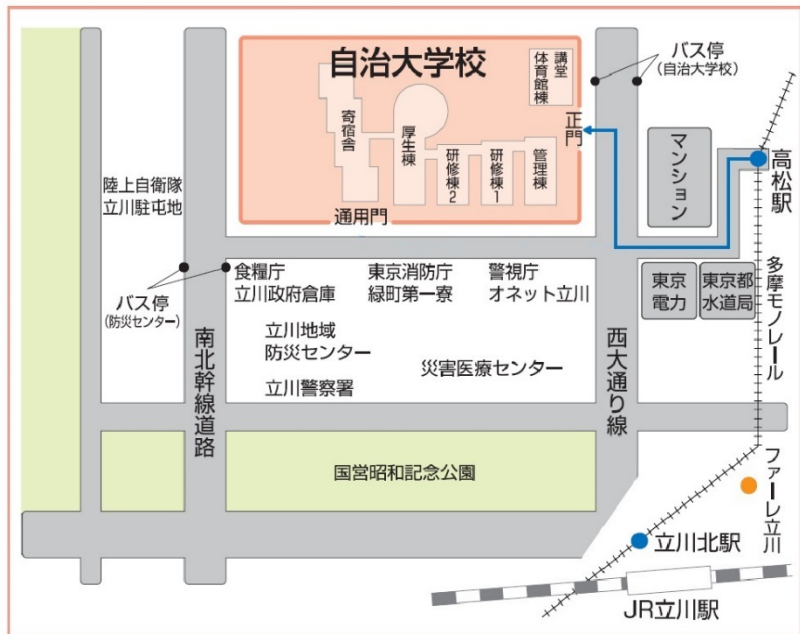 自治大学校
講堂
体育館棟
バス停
(自治大学校)
寄宿舎
厚生棟
研修棟2
研修棟1
管理棟
正門
通用門
マンション
高松駅
陸上自衛隊
立川駐屯地
バス停
(防災センター)
食糧庁
立川政府倉庫
東京消防庁
緑町第一寮
警視庁
オネット立川
東京
電力
東京都
水道局
多摩モノレール
立川地域
防災センター
立川警察署
災害医療センター
南北幹線道路
西大通り線
国営昭和記念公園
ファーレ立川
立川北駅
JR立川駅